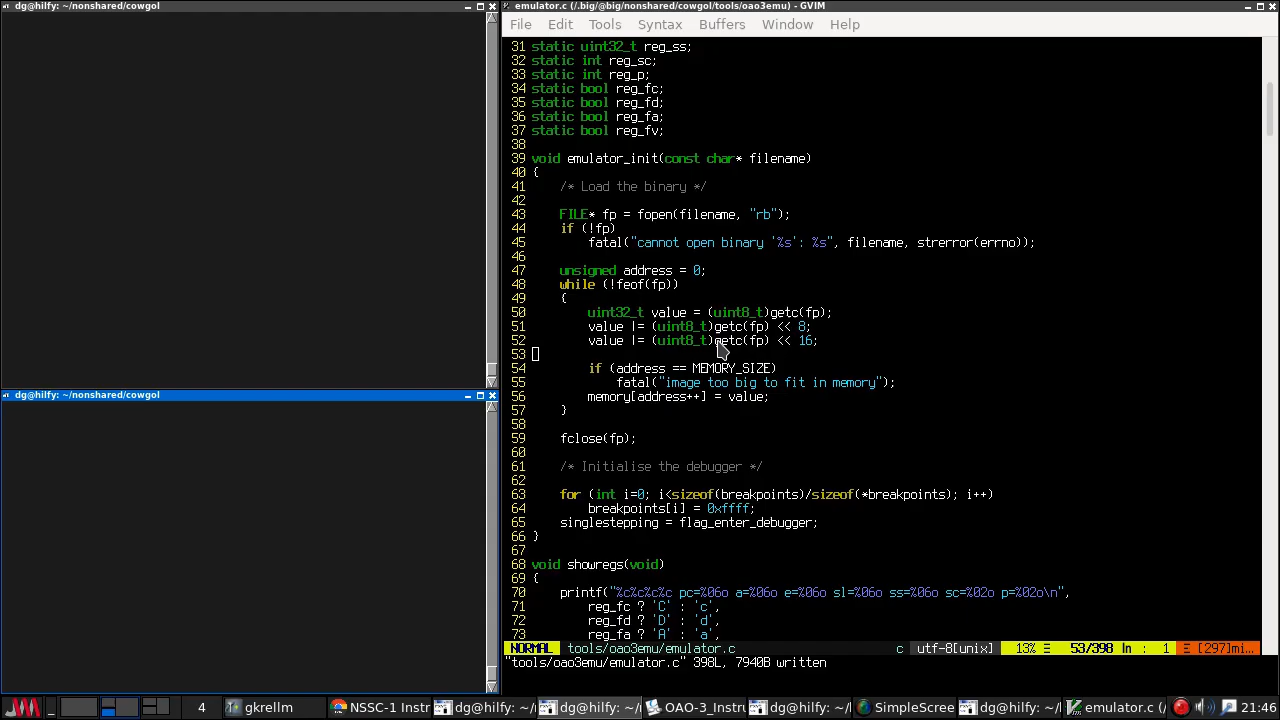 dg@hilfy: ~/nonshared/cowgol
dg@hilfy: ~/nonshared/cowgol
emulator.c (/.big/@big/nonshared/cowgol/tools/oao3emu) - GVIM
File Edit Tools Syntax Buffers Window Help
31 static uint32_t reg_ss;
32 static int reg_sc;
33 static int reg_p;
34 static bool reg_fc;
35 static bool reg_fd;
36 static bool reg_fa;
37 static bool reg_fv;
38
39 void emulator_init(const char* filename)
40 {
41     /* Load the binary */
42
43     FILE* fp = fopen(filename, "rb");
44     if (!fp)
45         fatal("cannot open binary '%s': %s", filename, strerror(errno));
46
47     unsigned address = 0;
48     while (!feof(fp))
49     {
50         uint32_t value = (uint8_t)getc(fp);
51         value |= (uint8_t)getc(fp) << 8;
52         value |= (uint8_t)getc(fp) << 16;
53
54         if (address == MEMORY_SIZE)
55             fatal("image too big to fit in memory");
56         memory[address++] = value;
57     }
58
59     fclose(fp);
60
61     /* Initialise the debugger */
62
63     for (int i=0; i<sizeof(breakpoints)/sizeof(*breakpoints); i++)
64         breakpoints[i] = 0xffff;
65     singlestepping = flag_enter_debugger;
66 }
67
68 void showregs(void)
69 {
70     printf("%c%c%c%c pc=%06o a=%06o e=%06o sl=%06o ss=%06o sc=%02o p=%02o\n",
71         reg_fc ? 'C' : 'c',
72         reg_fd ? 'D' : 'd',
73         reg_fa ? 'A' : 'a',
NORMAL tools/oao3emu/emulator.c c utf-8[unix] 13% ≡ 53/398 ln : 1 Ξ [297]mi…
"tools/oao3emu/emulator.c" 398L, 7940B written
4 gkrellm NSSC-1 Instr dg@hilfy: ~/ dg@hilfy: ~/ OAO-3_Instru dg@hilfy: ~/ SimpleScree dg@hilfy: ~/ emulator.c (/ 21:46